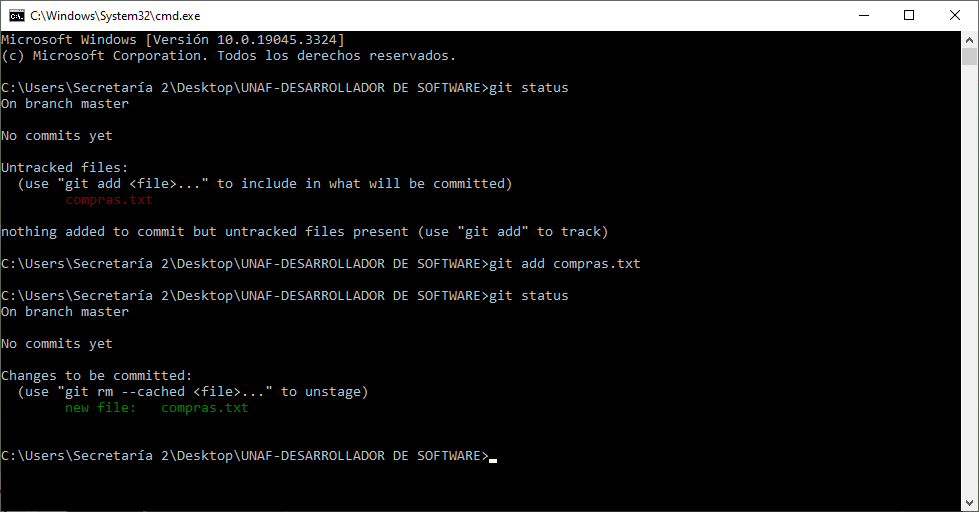 C:\Windows\System32\cmd.exe
Microsoft Windows [Versión 10.0.19045.3324]
(c) Microsoft Corporation. Todos los derechos reservados.
C:\Users\Secretaría 2\Desktop\UNAF-DESARROLLADOR DE SOFTWARE>git status
On branch master
No commits yet
Untracked files:
  (use "git add <file>..." to include in what will be committed)
        compras.txt
nothing added to commit but untracked files present (use "git add" to track)
C:\Users\Secretaría 2\Desktop\UNAF-DESARROLLADOR DE SOFTWARE>git add compras.txt
C:\Users\Secretaría 2\Desktop\UNAF-DESARROLLADOR DE SOFTWARE>git status
On branch master
No commits yet
Changes to be committed:
  (use "git rm --cached <file>..." to unstage)
        new file:   compras.txt
C:\Users\Secretaría 2\Desktop\UNAF-DESARROLLADOR DE SOFTWARE>